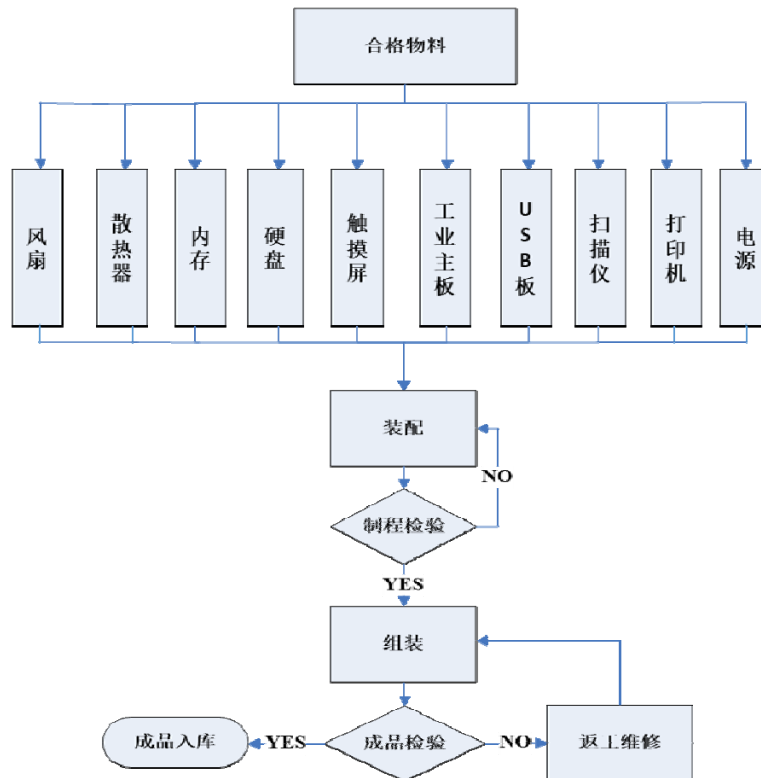 合格物料
风扇
散热器
内存
硬盘
触摸屏
工业主板
USB板
扫描仪
打印机
电源
装配
NO
制程检验
YES
组装
成品入库
YES
成品检验
NO
返工维修